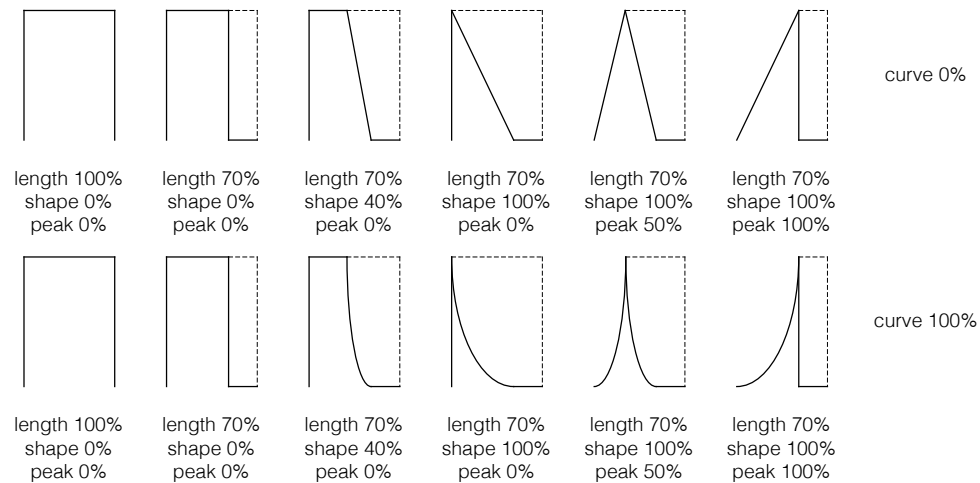 curve 0%
length 100%
shape 0%
peak 0%
length 70%
shape 0%
peak 0%
length 70%
shape 40%
peak 0%
length 70%
shape 100%
peak 0%
length 70%
shape 100%
peak 50%
length 70%
shape 100%
peak 100%
curve 100%
length 100%
shape 0%
peak 0%
length 70%
shape 0%
peak 0%
length 70%
shape 40%
peak 0%
length 70%
shape 100%
peak 0%
length 70%
shape 100%
peak 50%
length 70%
shape 100%
peak 100%